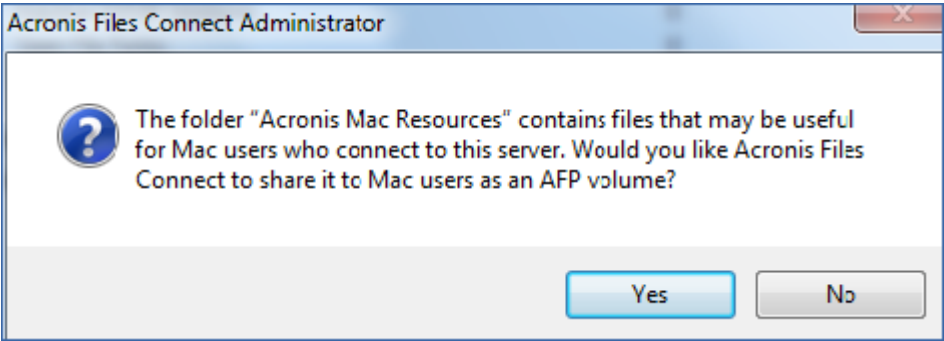 Acronis Files Connect Administrator
The folder "Acronis Mac Resources" contains files that may be useful
for Mac users who connect to this server. Would you like Acronis Files
Connect to share it to Mac users as an AFP volume?
Yes
No